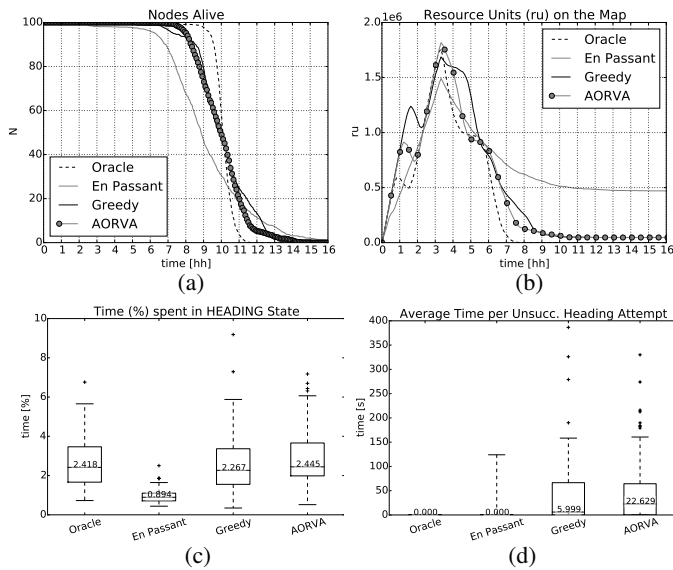 Nodes Alive
100
80
60
40
20
0
N
Oracle
En Passant
Greedy
AORVA
0 1 2 3 4 5 6 7 8 9 10 11 12 13 14 15 16
time [hh]
(a)
Resource Units (ru) on the Map
1e6
2.0
1.5
1.0
0.5
0.0
ru
Oracle
En Passant
Greedy
AORVA
0 1 2 3 4 5 6 7 8 9 10 11 12 13 14 15 16
time [hh]
(b)
Time (%) spent in HEADING State
10
8
6
4
2
0
time [%]
2.418
0.894
2.267
2.445
Oracle
En Passant
Greedy
AORVA
(c)
Average Time per Unsucc. Heading Attempt
400
350
300
250
200
150
100
50
0
time [s]
0.000
0.000
5.999
22.629
Oracle
En Passant
Greedy
AORVA
(d)